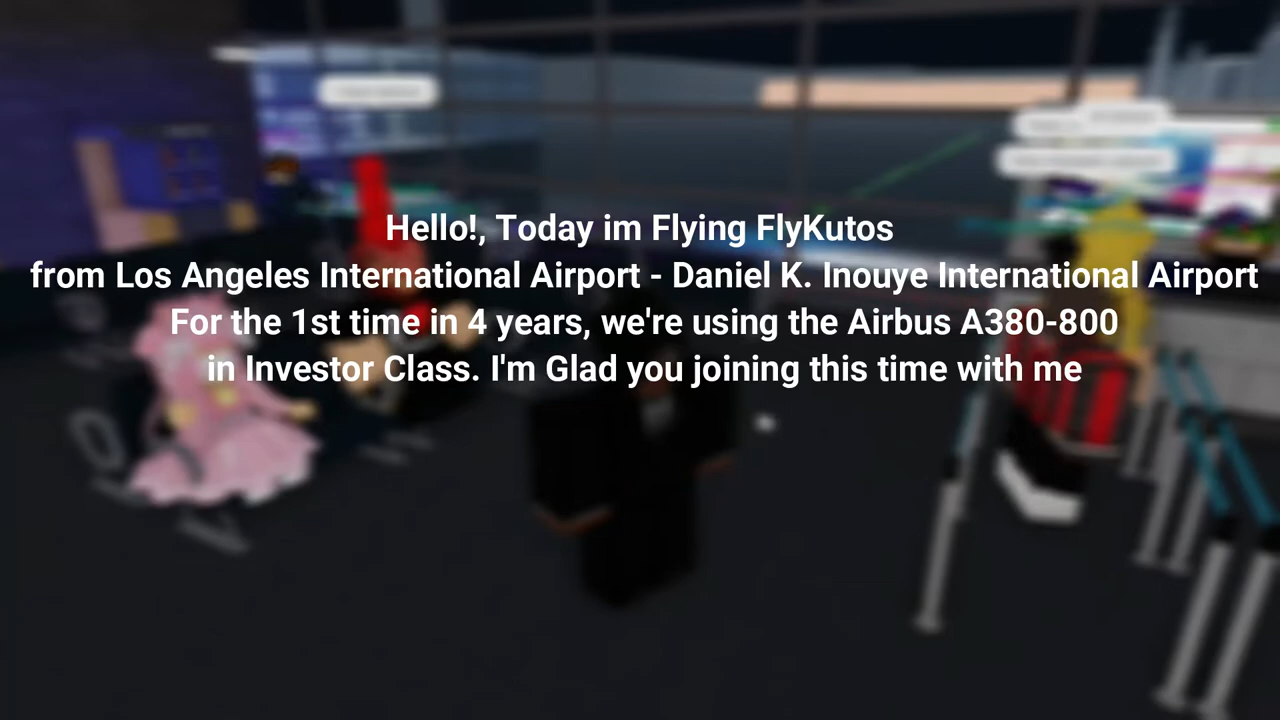 Hello!, Today im Flying FlyKutos
from Los Angeles International Airport - Daniel K. Inouye International Airport
For the 1st time in 4 years, we're using the Airbus A380-800
in Investor Class. I'm Glad you joining this time with me